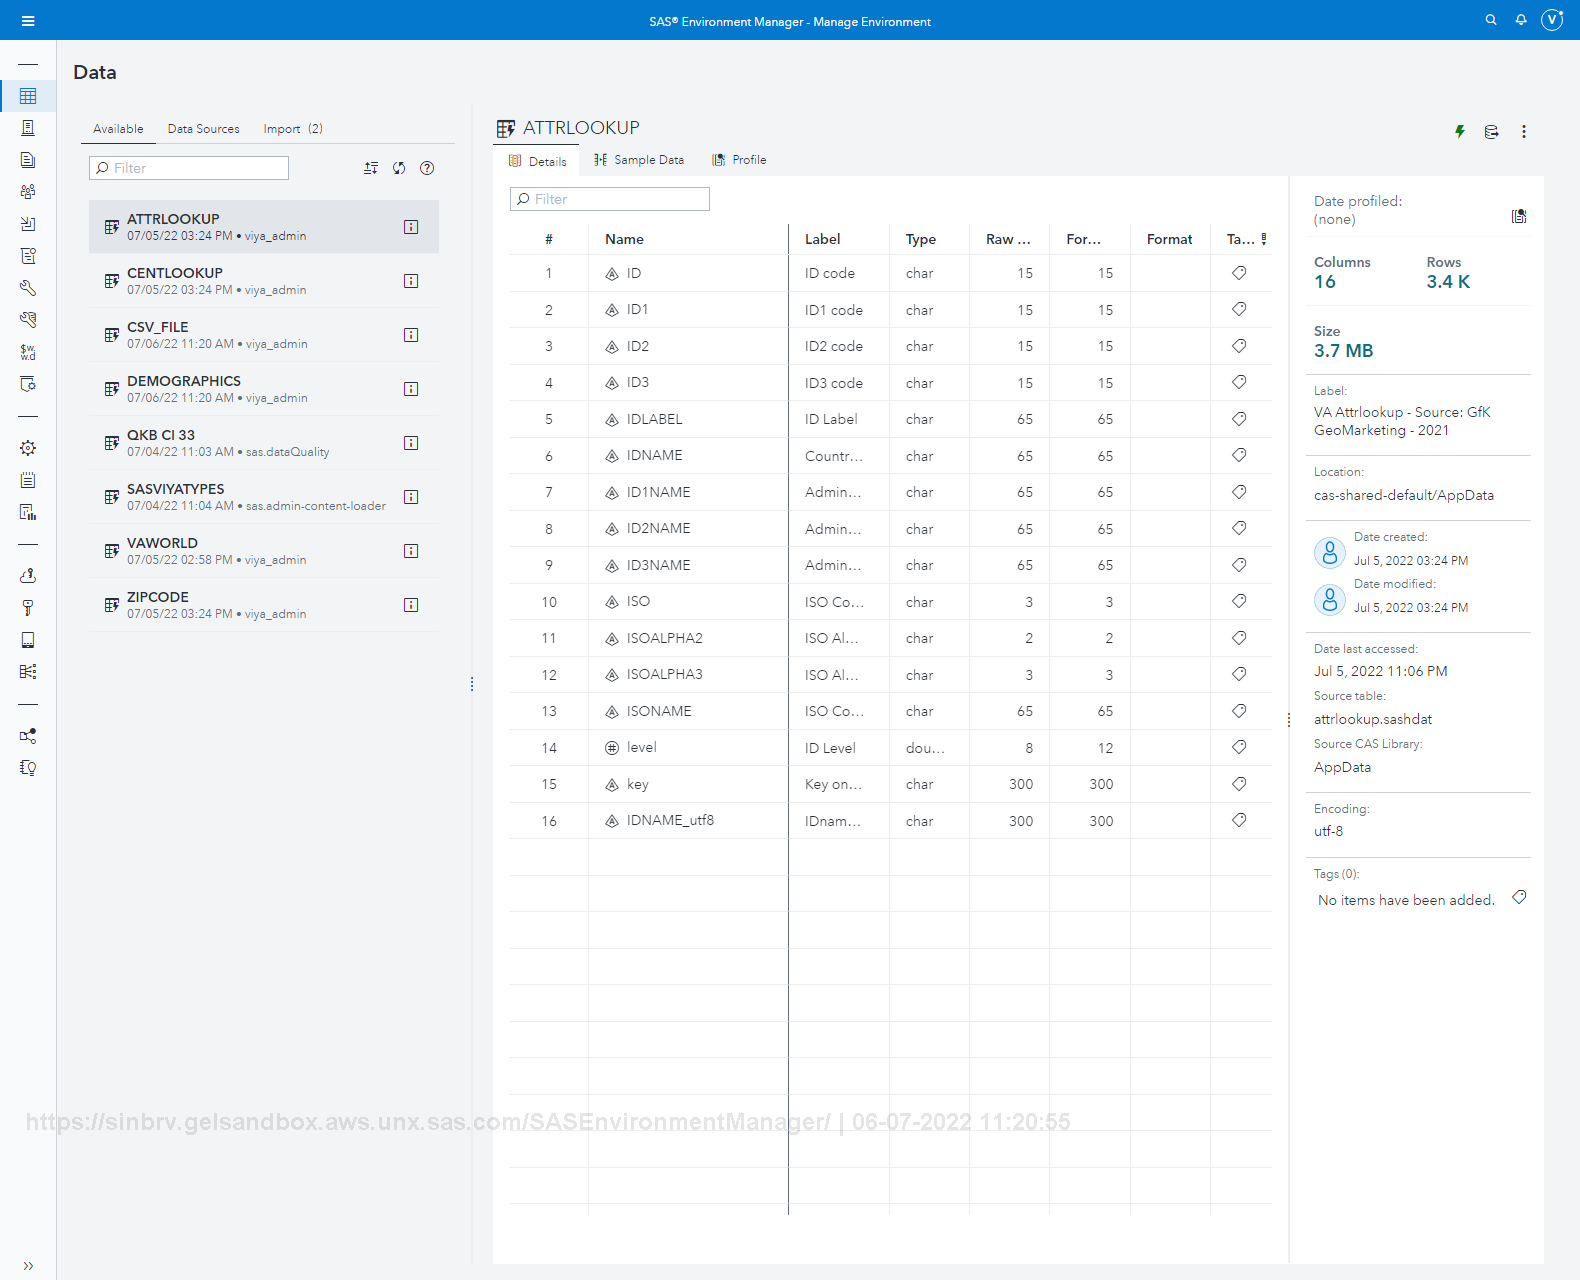 SAS® Environment Manager - Manage Environment
V
Data
Available Data Sources Import (2)
Filter
ATTRLOOKUP
07/05/22 03:24 PM • viya_admin
CENTLOOKUP
07/05/22 03:24 PM • viya_admin
CSV_FILE
07/06/22 11:20 AM • viya_admin
DEMOGRAPHICS
07/06/22 11:20 AM • viya_admin
QKB CI 33
07/04/22 11:03 AM • sas.dataQuality
SASVIYATYPES
07/04/22 11:04 AM • sas.admin-content-loader
VAWORLD
07/05/22 02:58 PM • viya_admin
ZIPCODE
07/05/22 03:24 PM • viya_admin
ATTRLOOKUP
Details Sample Data Profile
Filter
# Name Label Type Raw ... For... Format Ta...
1 ID ID code char 15 15
2 ID1 ID1 code char 15 15
3 ID2 ID2 code char 15 15
4 ID3 ID3 code char 15 15
5 IDLABEL ID Label char 65 65
6 IDNAME Countr... char 65 65
7 ID1NAME Admin... char 65 65
8 ID2NAME Admin... char 65 65
9 ID3NAME Admin... char 65 65
10 ISO ISO Co... char 3 3
11 ISOALPHA2 ISO Al... char 2 2
12 ISOALPHA3 ISO Al... char 3 3
13 ISONAME ISO Co... char 65 65
14 level ID Level dou... 8 12
15 key Key on... char 300 300
16 IDNAME_utf8 IDnam... char 300 300
Date profiled:
(none)
Columns Rows
16 3.4 K
Size
3.7 MB
Label:
VA Attrlookup - Source: GfK
GeoMarketing - 2021
Location:
cas-shared-default/AppData
Date created:
Jul 5, 2022 03:24 PM
Date modified:
Jul 5, 2022 03:24 PM
Date last accessed:
Jul 5, 2022 11:06 PM
Source table:
attrlookup.sashdat
Source CAS Library:
AppData
Encoding:
utf-8
Tags (0):
No items have been added.
https://sinbrv.gelsandbox.aws.unx.sas.com/SASEnvironmentManager/ | 06-07-2022 11:20:55